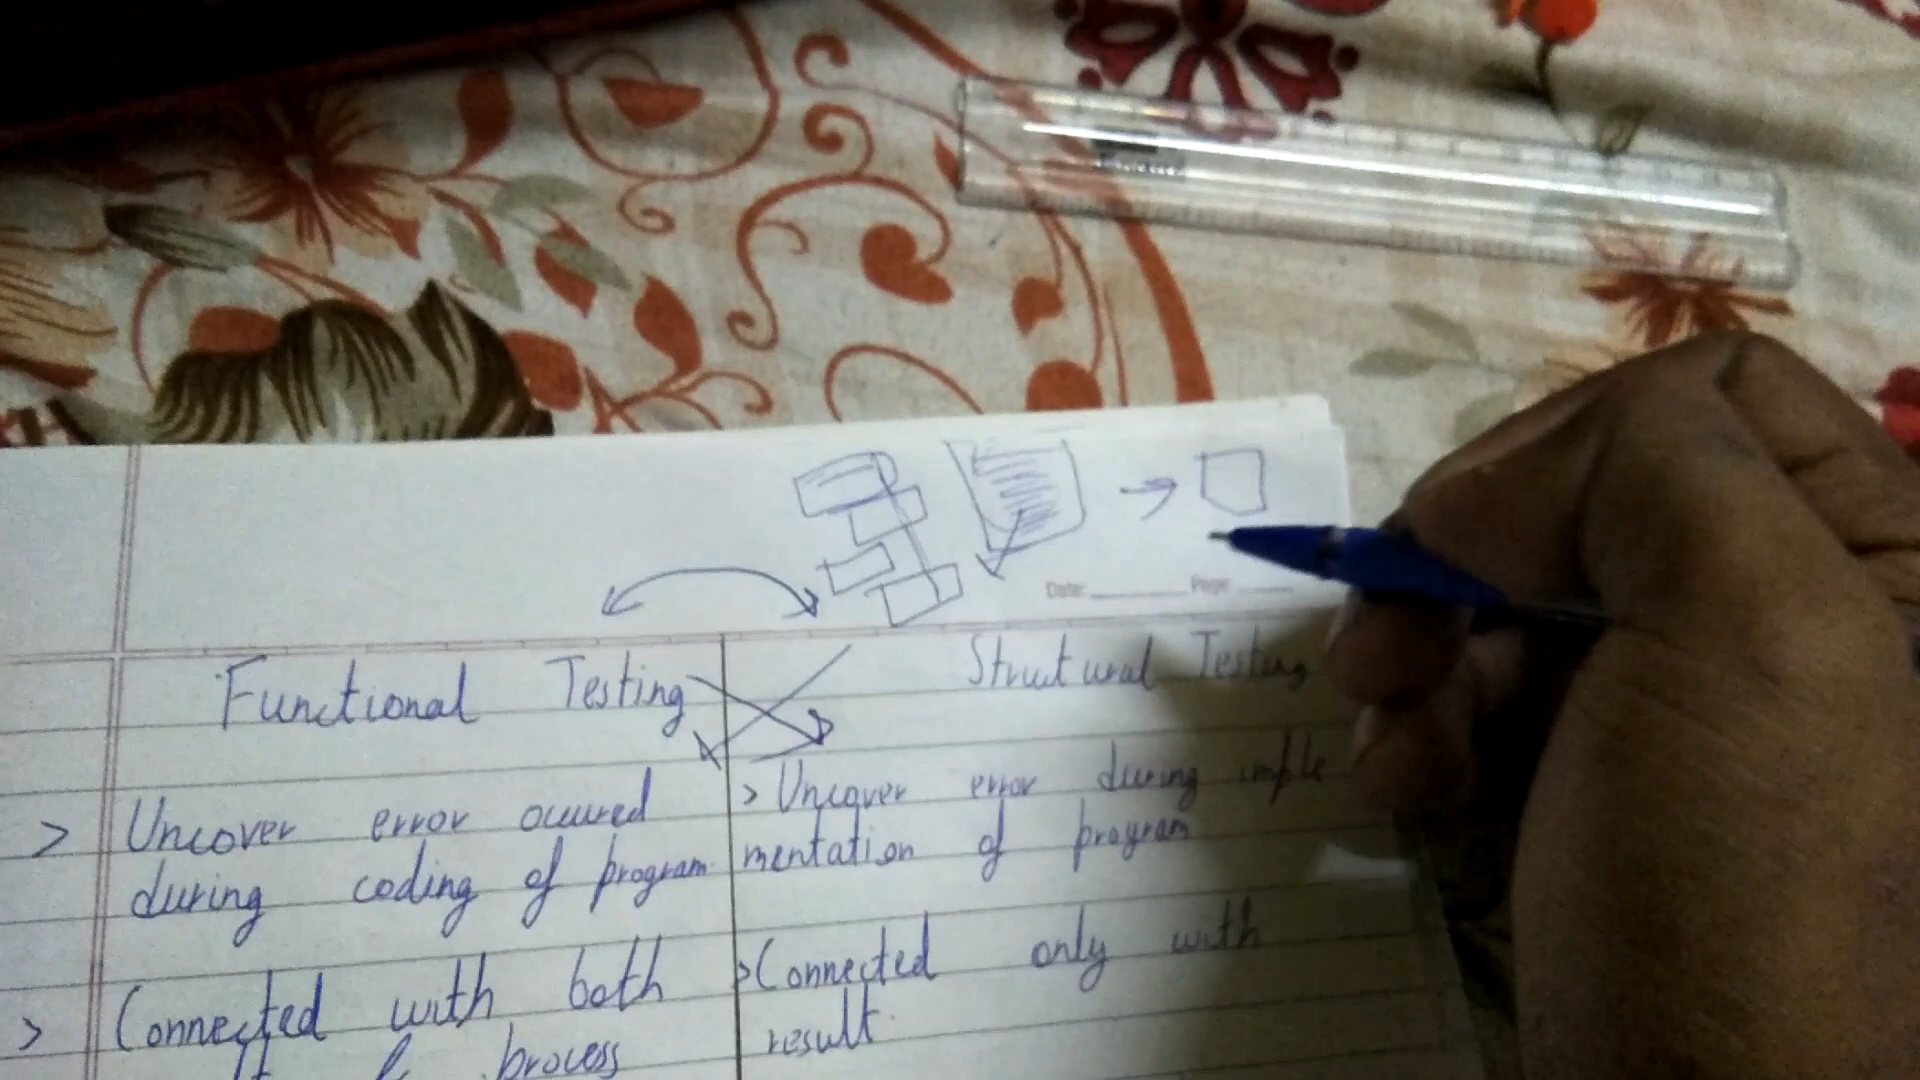 Date: Page:
Functional Testing
Structural Testing
> Uncover error ocured
during coding of program.
> Connected with both
process
> Uncover error during imple
mentation of program
> Connected only with
result.